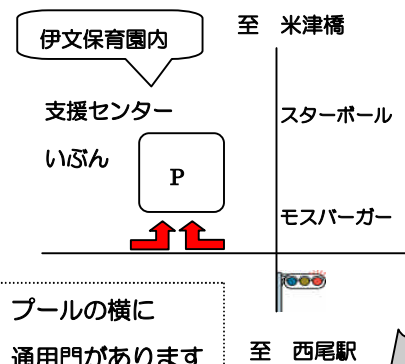 伊文保育園内
至 米津橋
支援センター
いぶん
P
スターボール
モスバーガー
プールの横に
通用門があります
至 西尾駅